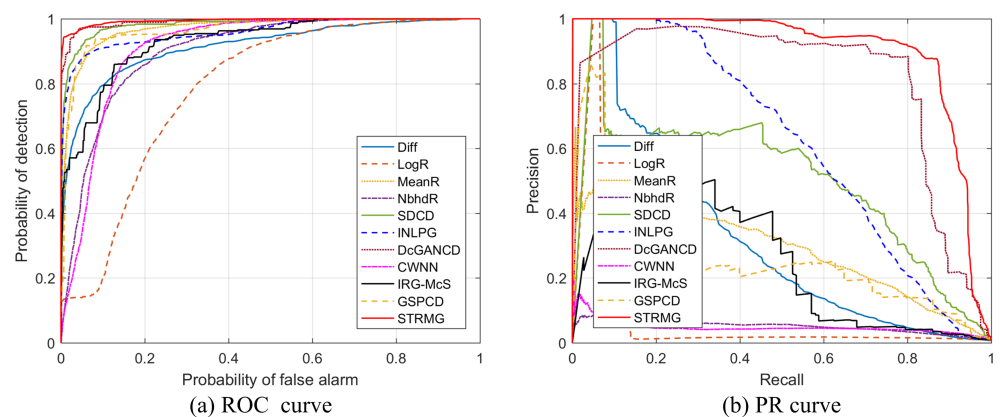 Probability of detection
1
0.8
0.6
0.4
0.2
0
0
0.2
0.4
0.6
0.8
1
Probability of false alarm
Diff
LogR
MeanR
NbhdR
SDCD
INLPG
DcGANCD
CWNN
IRG-McS
GSPCD
STRMG
(a) ROC curve
Precision
1
0.8
0.6
0.4
0.2
0
0
0.2
0.4
0.6
0.8
1
Recall
Diff
LogR
MeanR
NbhdR
SDCD
INLPG
DcGANCD
CWNN
IRG-McS
GSPCD
STRMG
(b) PR curve